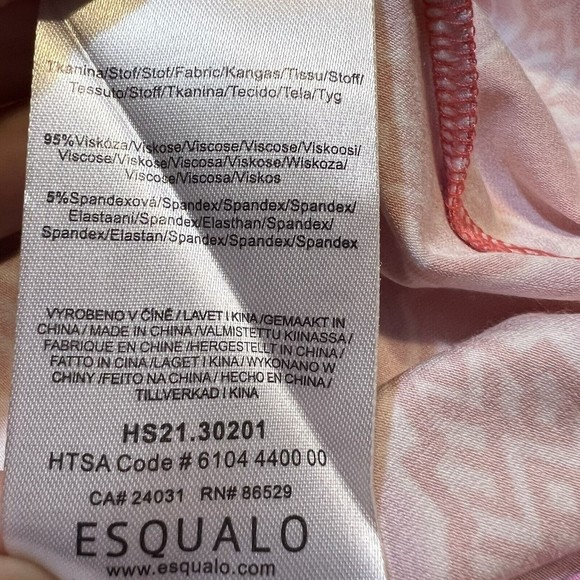 Tkanina/Stof/Stof/Fabric/Kangas/Tissu/Stoff/
Tessuto/Stoff/Tkanina/Tecido/Tela/Tyg
95%Viskóza/Viskose/Viscose/Viscose/Viskoosi/
Viscose/Viskose/Viscosa/Viskose/Wiskoza/
Viscose/Viscosa/Viskos
5%Spandexová/Spandex/Spandex/Spandex/
Elastaani/Spandex/Elasthan/Spandex/
Spandex/Elastan/Spandex/Spandex/Spandex
VYROBENO V ČÍNĚ/LAVET I KINA/GEMAAKT IN
CHINA/MADE IN CHINA/VALMISTETTU KIINASSA/
FABRIQUE EN CHINE/HERGESTELLT IN CHINA/
FATTO IN CINA/LAGET I KINA/WYKONANO W
CHINY/FEITO NA CHINA/HECHO EN CHINA/
TILLVERKAD I KINA
HS21.30201
HTSA Code # 6104 4400 00
CA# 24031 RN# 86529
ESQUALO
www.esqualo.com